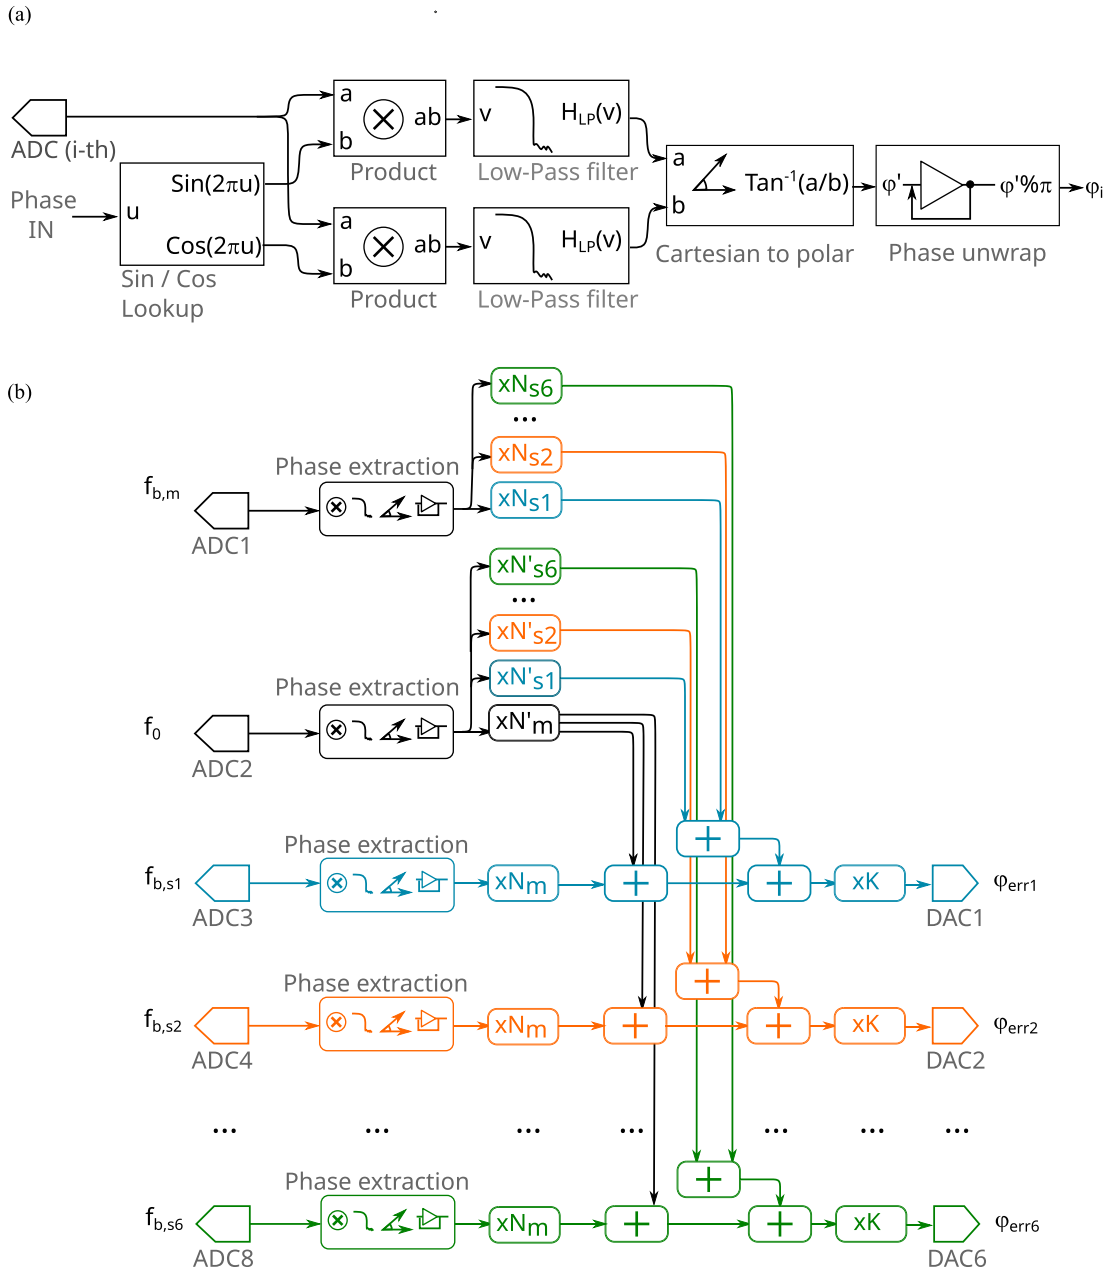 (a)
ADC (i-th)
Phase
IN
u
Sin(2πu)
Cos(2πu)
Sin / Cos
Lookup
a
b
ab
Product
a
b
ab
Product
v
H_LP(v)
Low-Pass filter
v
H_LP(v)
Low-Pass filter
a
b
Tan⁻¹(a/b)
Cartesian to polar
φ'
φ'%π
Phase unwrap
φ_i
(b)
xN_s6
...
xN_s2
xN_s1
f_b,m
ADC1
Phase extraction
xN'_s6
...
xN'_s2
xN'_s1
xN'_m
f_0
ADC2
Phase extraction
f_b,s1
ADC3
Phase extraction
xN_m
+
+
+
xK
DAC1
φ_err1
f_b,s2
ADC4
Phase extraction
xN_m
+
+
+
xK
DAC2
φ_err2
... ... ... ... ... ... ...
f_b,s6
ADC8
Phase extraction
xN_m
+
+
+
xK
DAC6
φ_err6